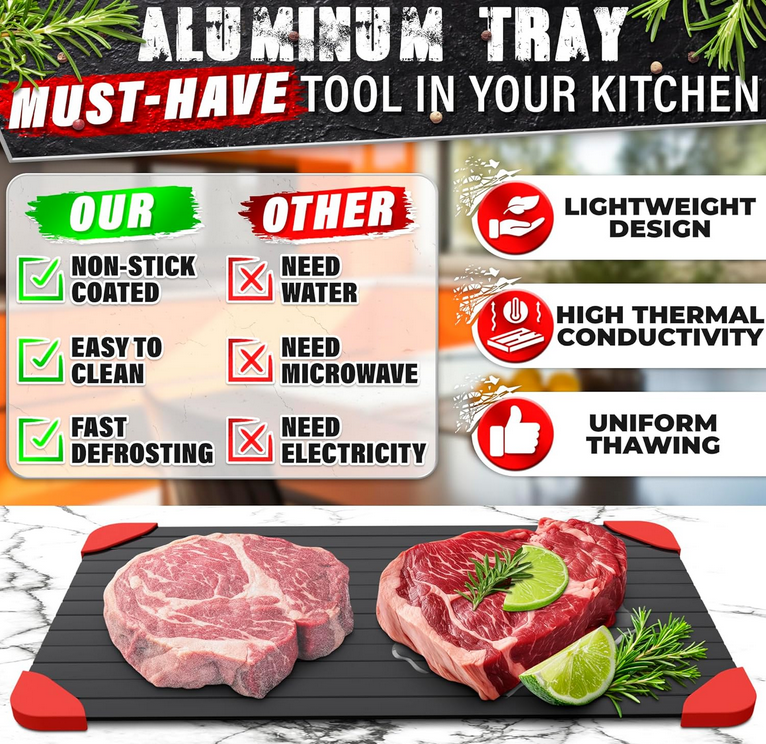 ALUMINUM TRAY
MUST-HAVE TOOL IN YOUR KITCHEN
OUR
NON-STICK
COATED
EASY TO
CLEAN
FAST
DEFROSTING
OTHER
NEED
WATER
NEED
MICROWAVE
NEED
ELECTRICITY
LIGHTWEIGHT
DESIGN
HIGH THERMAL
CONDUCTIVITY
UNIFORM
THAWING